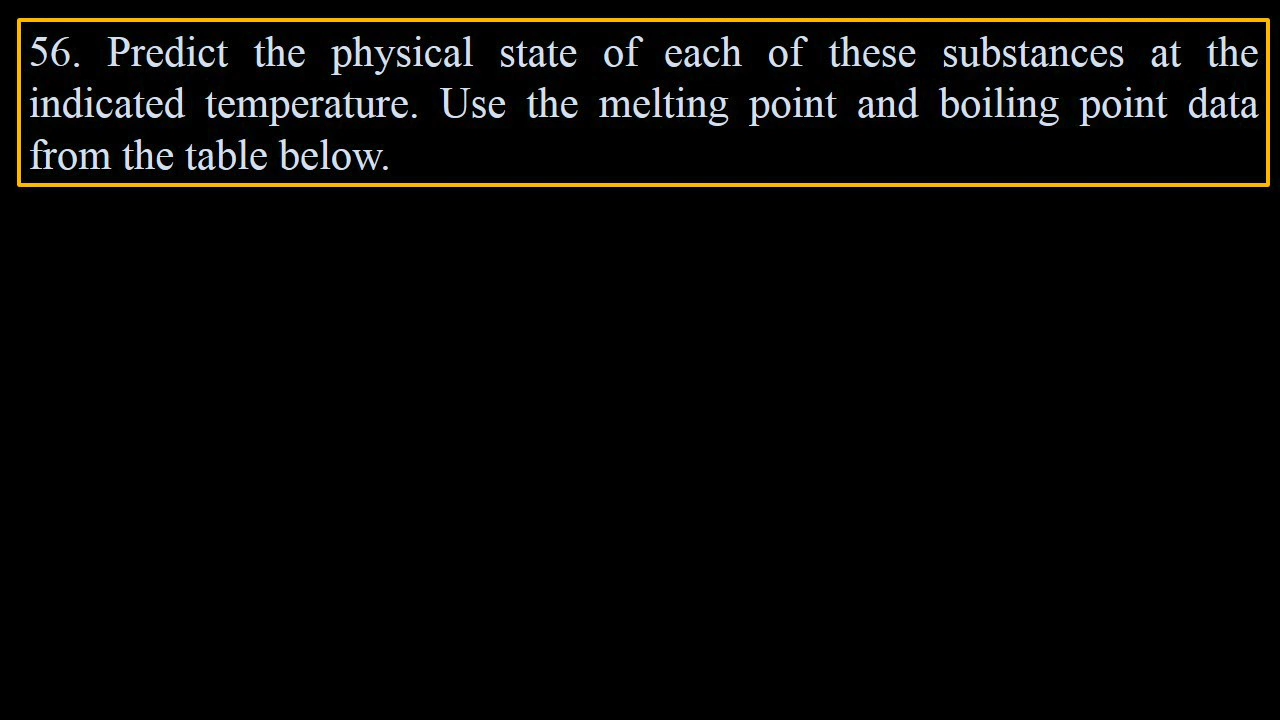 56. Predict the physical state of each of these substances at the
indicated temperature. Use the melting point and boiling point data
from the table below.